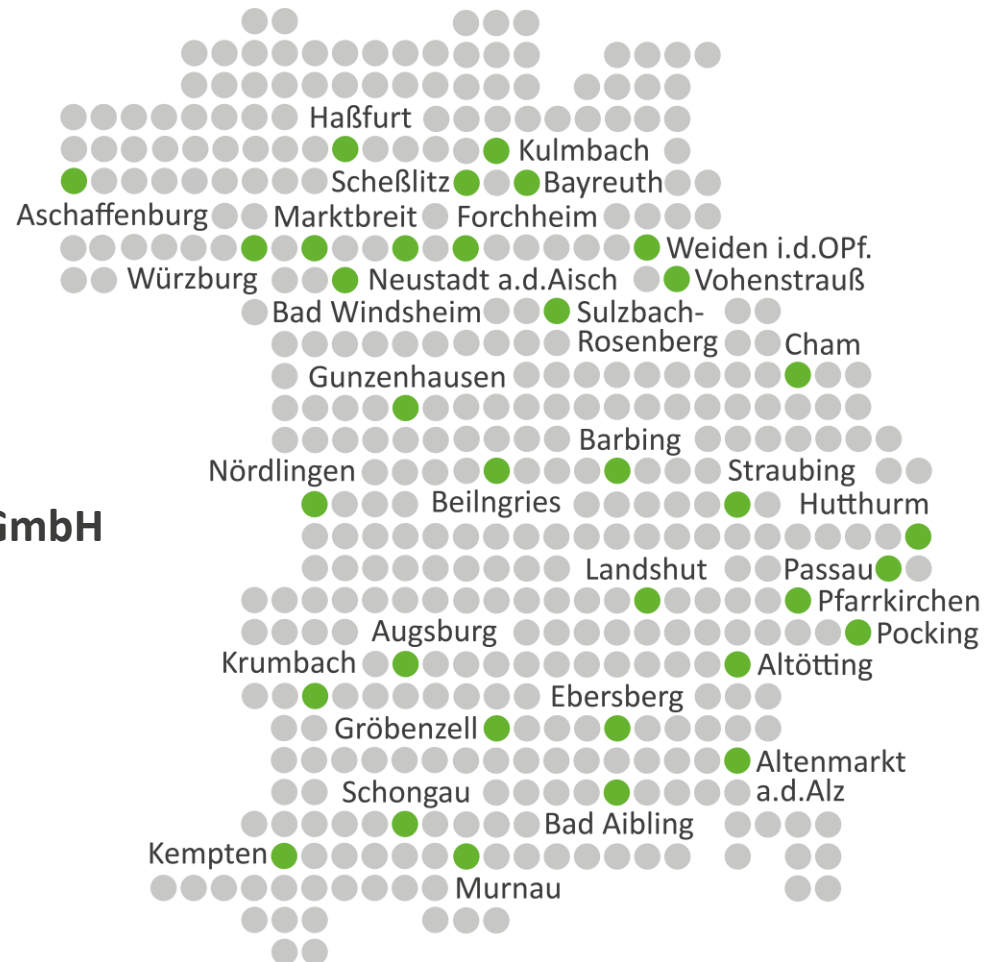 Haßfurt
Kulmbach
Scheßlitz
Bayreuth
Aschaffenburg
Marktbreit
Forchheim
Weiden i.d.OPf.
Würzburg
Neustadt a.d.Aisch
Vohenstrauß
Bad Windsheim
Sulzbach-
Rosenberg
Cham
Gunzenhausen
Barbing
Nördlingen
Straubing
Beilngries
Hutthurm
GmbH
Landshut
Passau
Pfarrkirchen
Augsburg
Pocking
Krumbach
Altötting
Ebersberg
Gröbenzell
Altenmarkt
a.d.Alz
Schongau
Bad Aibling
Kempten
Murnau